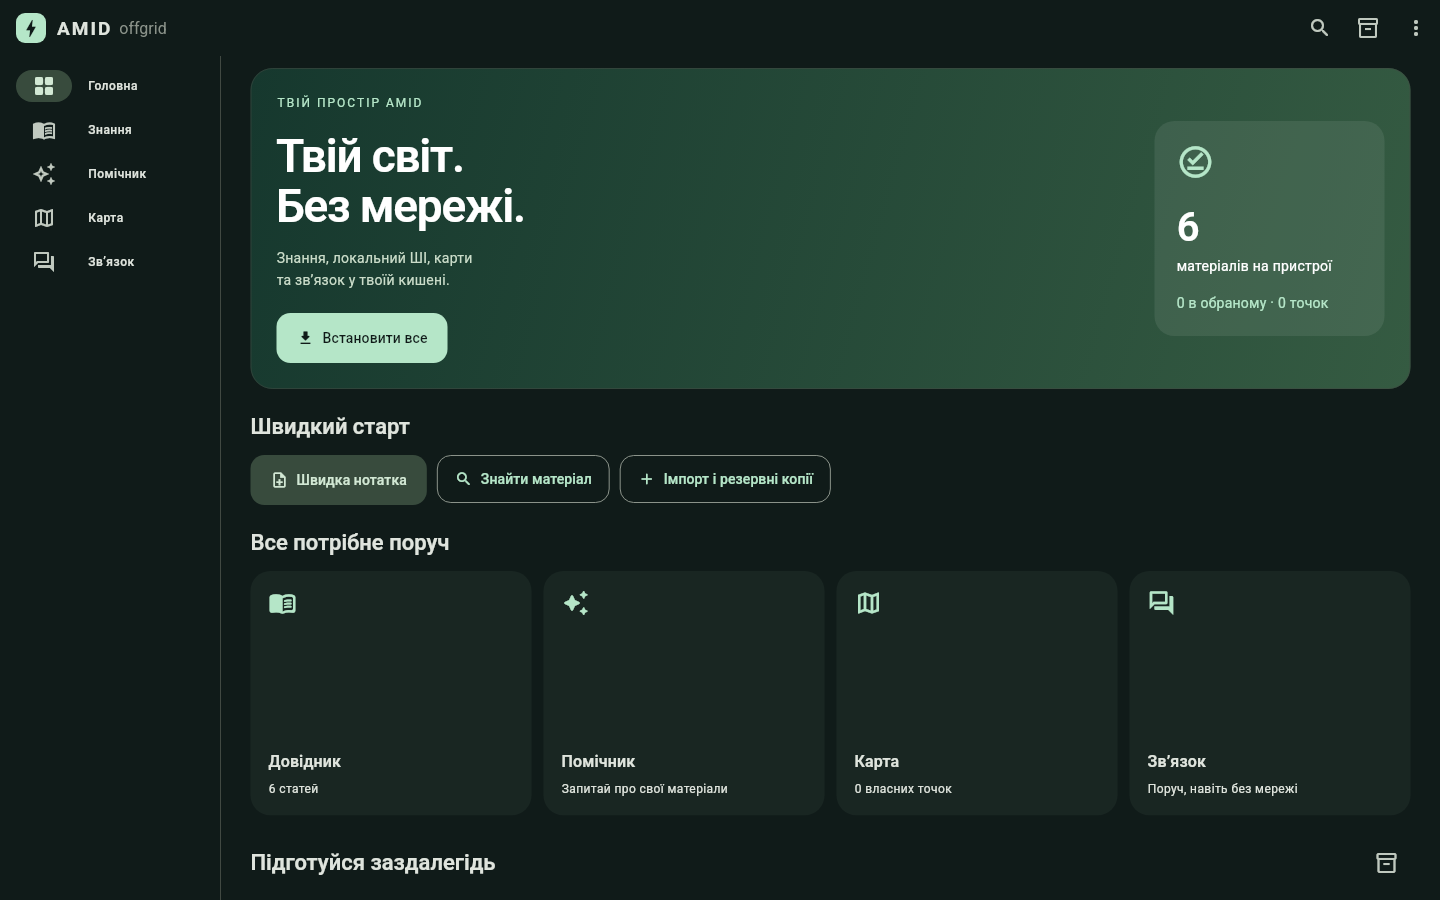 AMID offgrid
Головна
Знання
Помічник
Карта
Зв’язок
ТВІЙ ПРОСТІР AMID
Твій світ.
Без мережі.
Знання, локальний ШІ, карти
та зв’язок у твоїй кишені.
Встановити все
6
матеріалів на пристрої
0 в обраному · 0 точок
Швидкий старт
Швидка нотатка
Знайти матеріал
Імпорт і резервні копії
Все потрібне поруч
Довідник
6 статей
Помічник
Запитай про свої матеріали
Карта
0 власних точок
Зв’язок
Поруч, навіть без мережі
Підготуйся заздалегідь